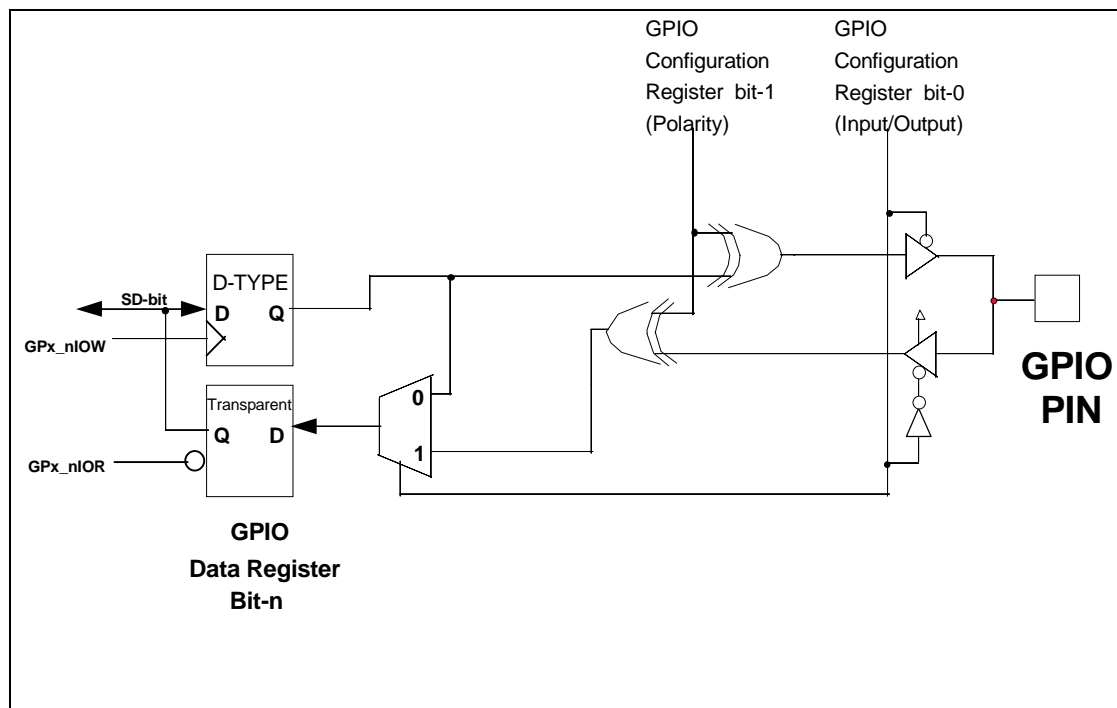 GPIO
Configuration
Register bit-1
(Polarity)
GPIO
Configuration
Register bit-0
(Input/Output)
D-TYPE
SD-bit
D
Q
GPx_nIOW
Transparent
Q
D
GPx_nIOR
0
1
GPIO
PIN
GPIO
Data Register
Bit-n